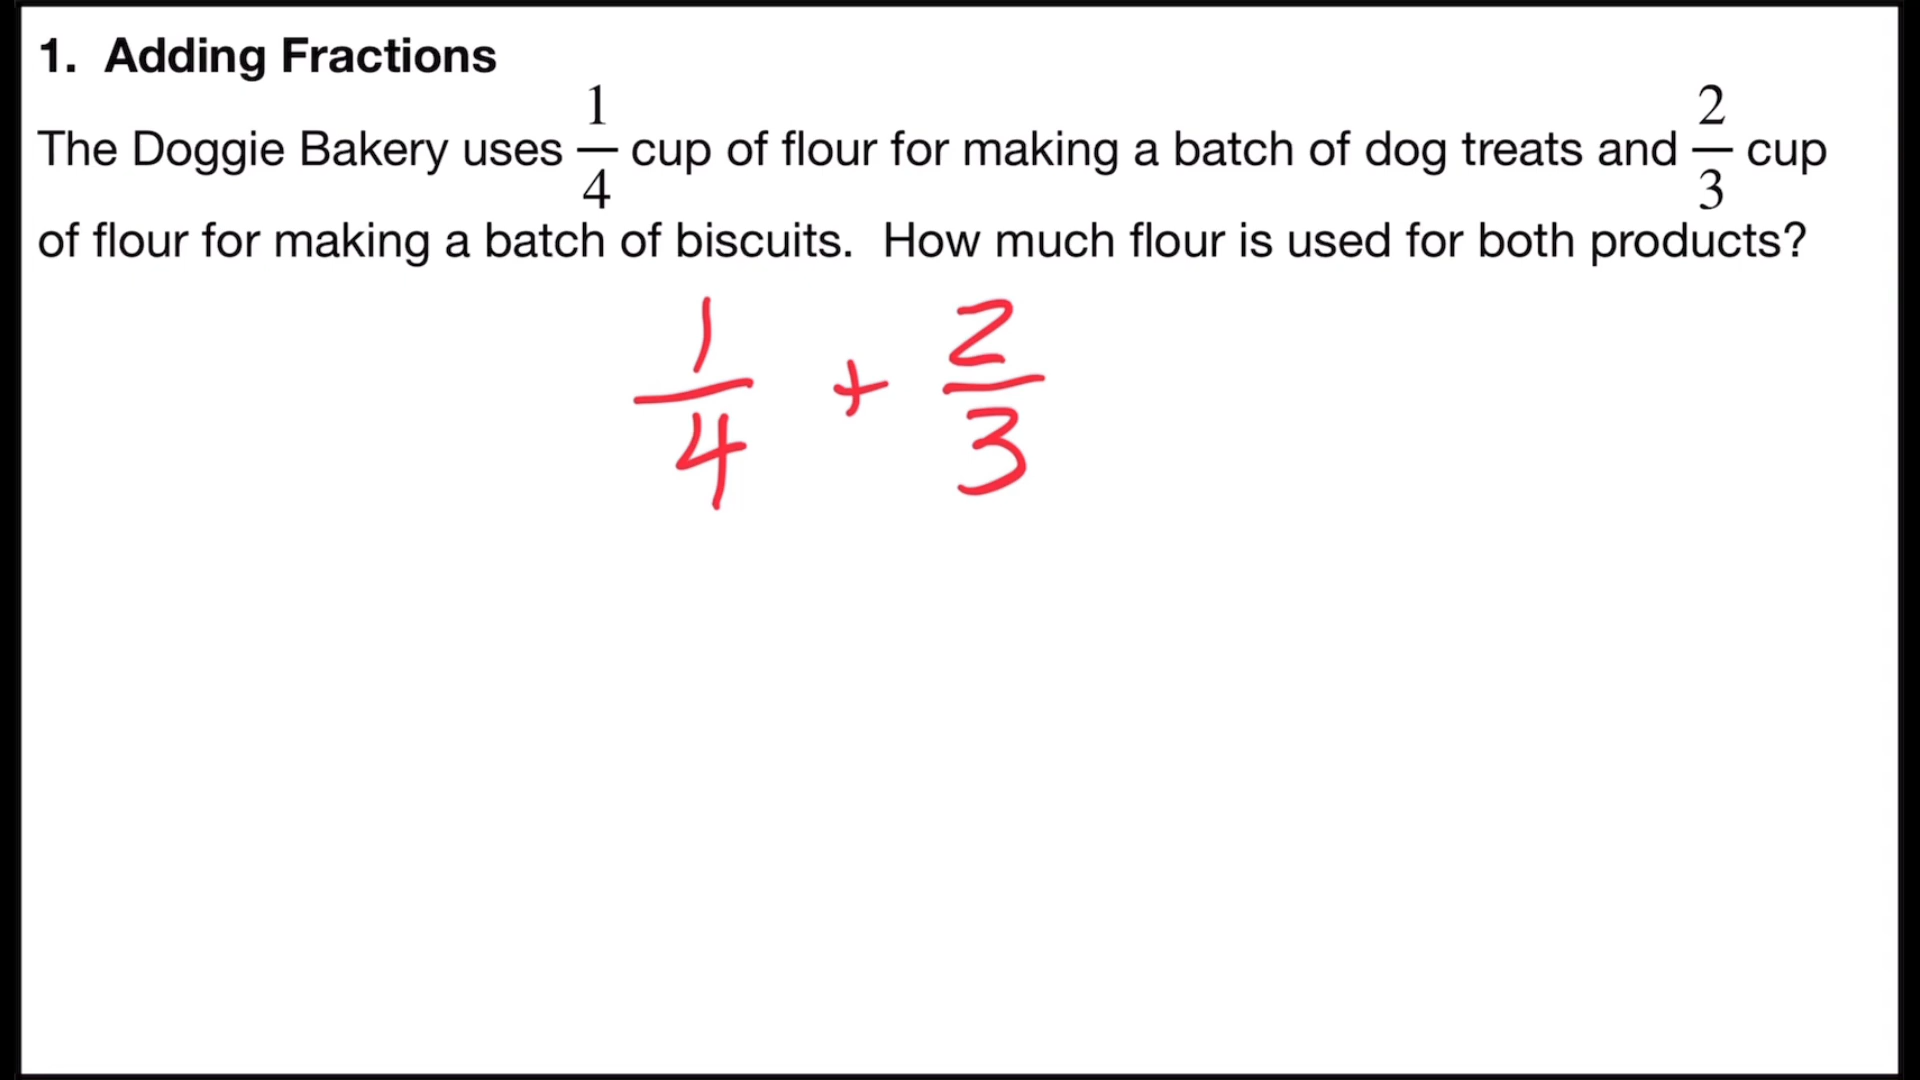 1. Adding Fractions
The Doggie Bakery uses 1/4 cup of flour for making a batch of dog treats and 2/3 cup
of flour for making a batch of biscuits. How much flour is used for both products?
1/4 + 2/3